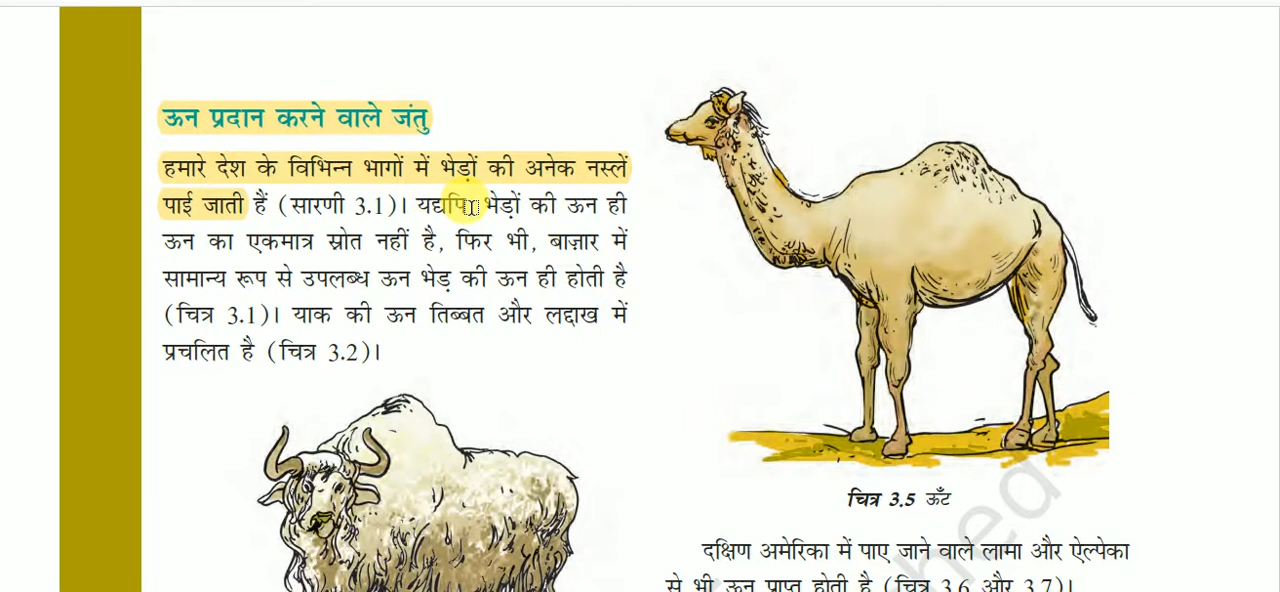 ऊन प्रदान करने वाले जंतु
हमारे देश के विभिन्न भागों में भेड़ों की अनेक नस्लें
पाई जाती हैं (सारणी 3.1)। यद्यपि भेड़ों की ऊन ही
ऊन का एकमात्र स्रोत नहीं है, फिर भी, बाज़ार में
सामान्य रूप से उपलब्ध ऊन भेड़ की ऊन ही होती है
(चित्र 3.1)। याक की ऊन तिब्बत और लद्दाख में
प्रचलित है (चित्र 3.2)।
चित्र 3.5 ऊँट
दक्षिण अमेरिका में पाए जाने वाले लामा और ऐल्पेका
से भी ऊन प्राप्त होती है (चित्र 3.6 और 3.7)।